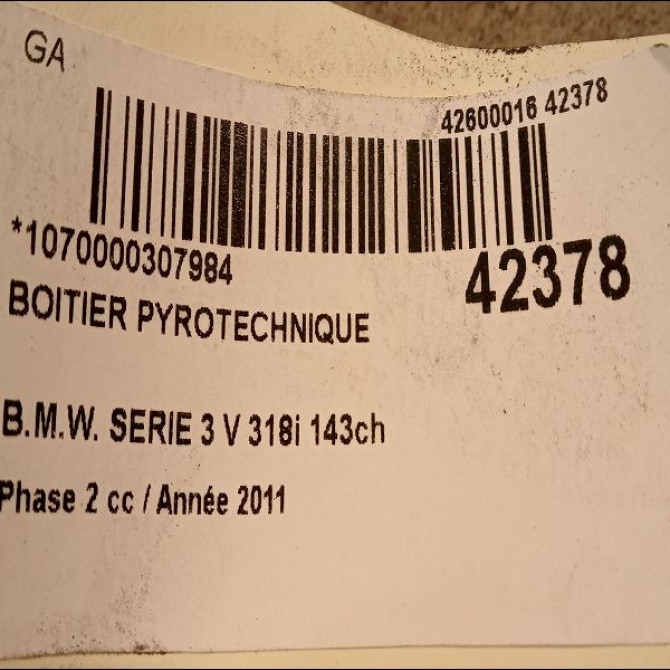 GA
42600016 42378
*1070000307984
42378
BOITIER PYROTECHNIQUE
B.M.W. SERIE 3 V 318i 143ch
Phase 2 cc / Année 2011